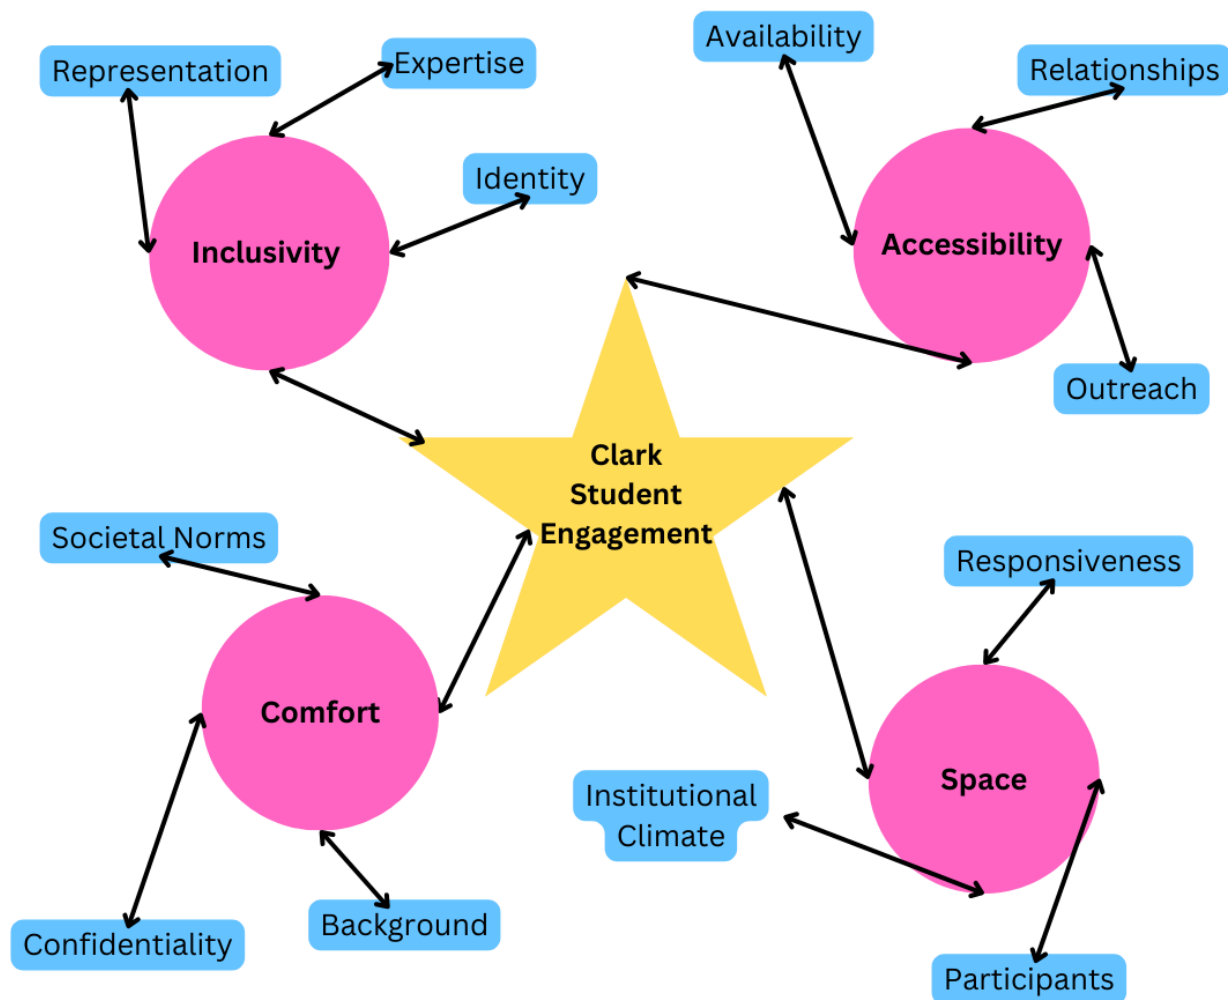 Representation
Expertise
Identity
Inclusivity
Availability
Relationships
Accessibility
Outreach
Clark
Student
Engagement
Societal Norms
Comfort
Confidentiality
Background
Responsiveness
Space
Institutional
Climate
Participants